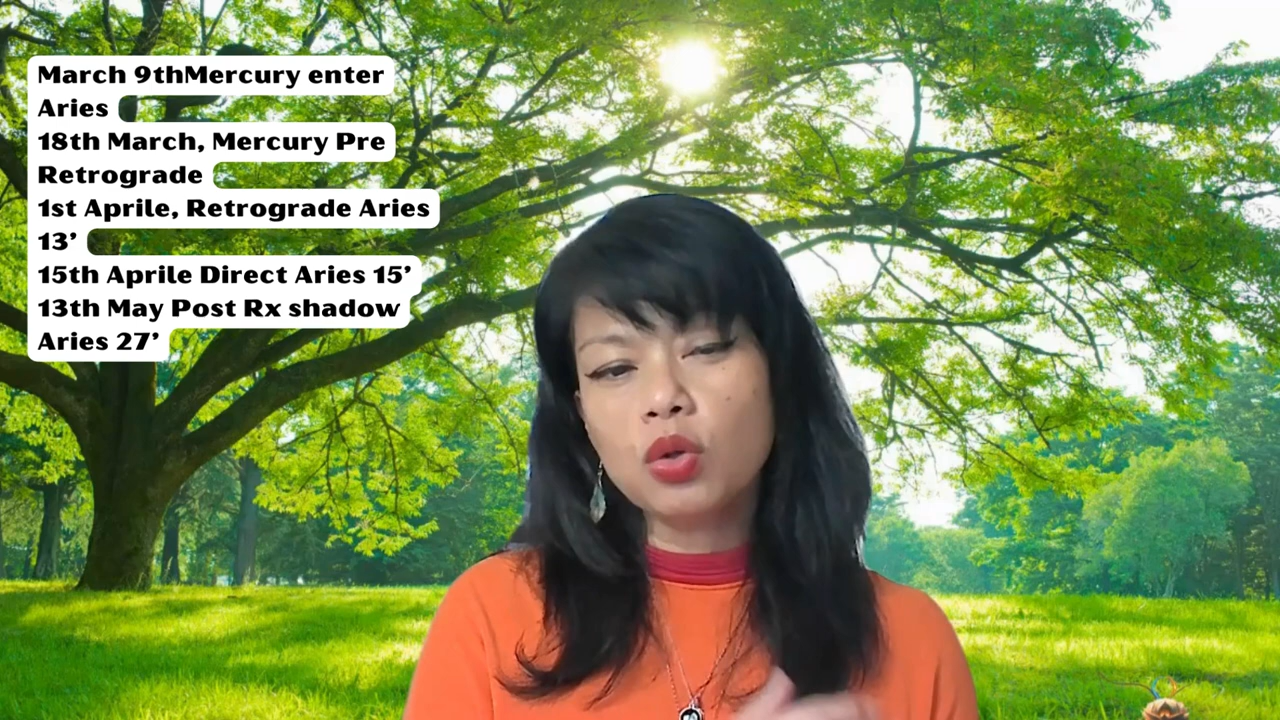 March 9thMercury enter
Aries
18th March, Mercury Pre
Retrograde
1st Aprile, Retrograde Aries
13’
15th Aprile Direct Aries 15’
13th May Post Rx shadow
Aries 27’